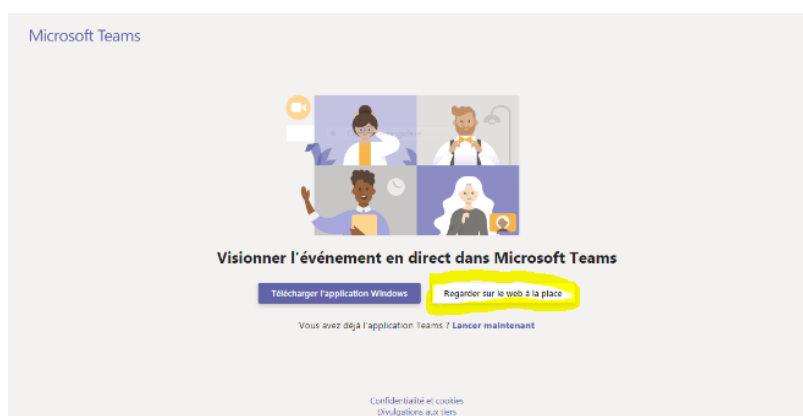 Microsoft Teams
Visionner l'événement en direct dans Microsoft Teams
Télécharger l'application Windows
Regarder sur le web à la place
Vous avez déjà l'application Teams ? Lancer maintenant
Confidentialité et cookies
Divulgations aux tiers